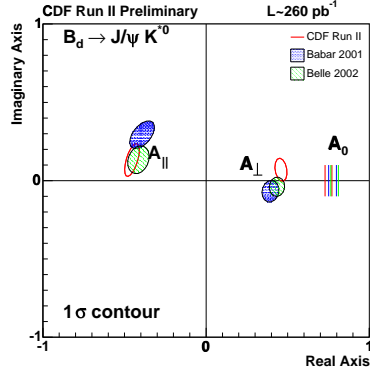 CDF Run II Preliminary L~260 pb⁻¹
B_d → J/ψ K*⁰
CDF Run II
Babar 2001
Belle 2002
Imaginary Axis
1
A_||
A_⊥
A_0
0
1 σ contour
-1
-1 0 1
Real Axis